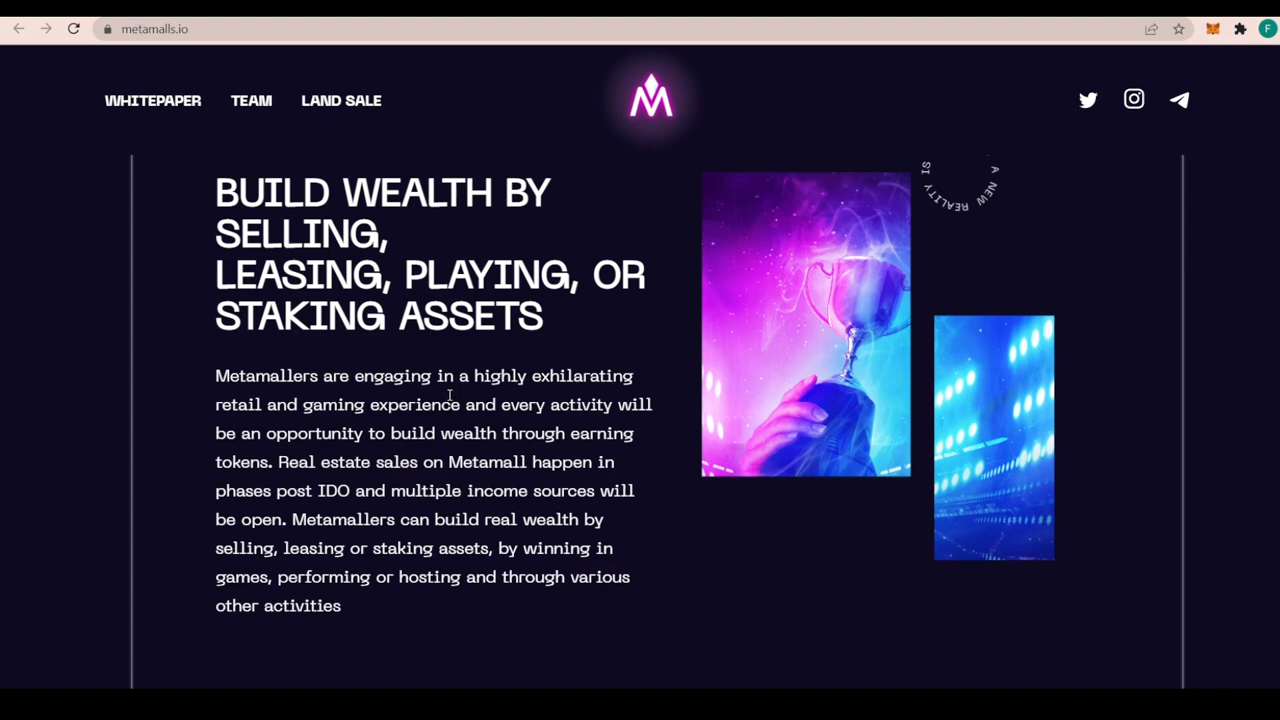 metamalls.io
F
WHITEPAPER TEAM LAND SALE
A NEW REALITY IS
BUILD WEALTH BY
SELLING,
LEASING, PLAYING, OR
STAKING ASSETS
Metamallers are engaging in a highly exhilarating
retail and gaming experience and every activity will
be an opportunity to build wealth through earning
tokens. Real estate sales on Metamall happen in
phases post IDO and multiple income sources will
be open. Metamallers can build real wealth by
selling, leasing or staking assets, by winning in
games, performing or hosting and through various
other activities